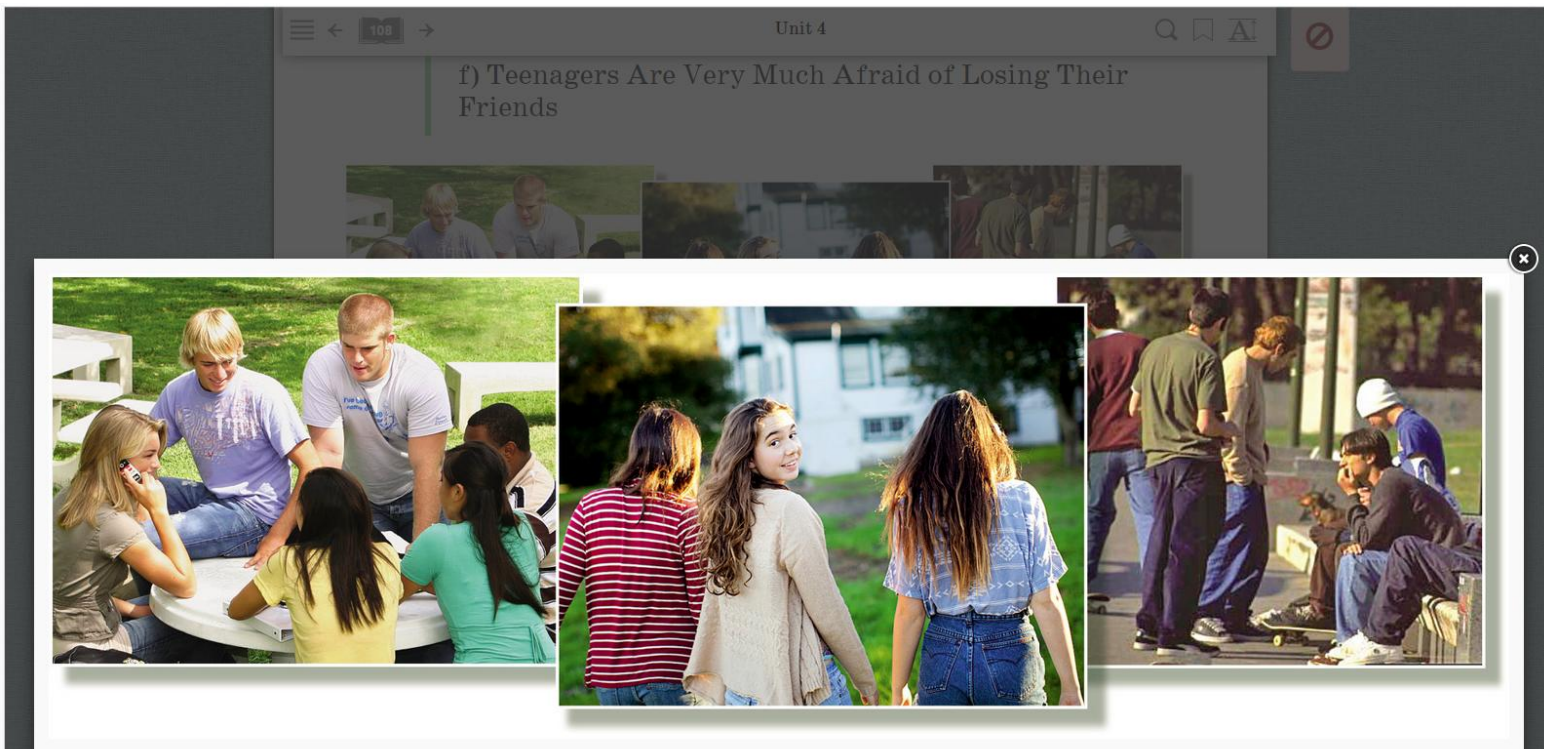 108
Unit 4
f) Teenagers Are Very Much Afraid of Losing Their
Friends